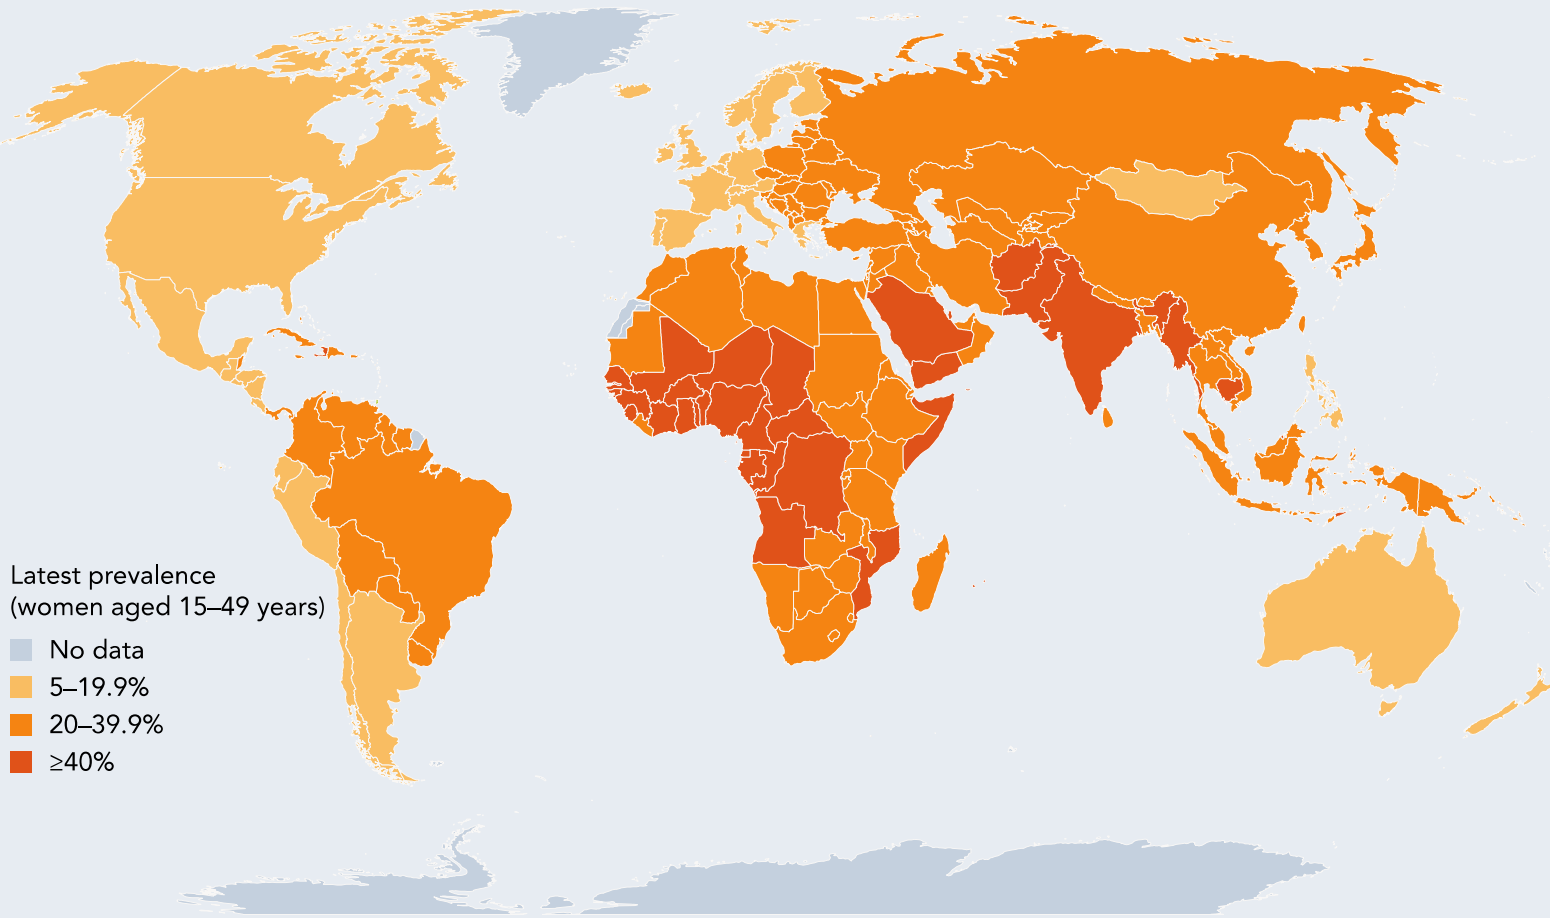 Latest prevalence
(women aged 15–49 years)
No data
5–19.9%
20–39.9%
≥40%